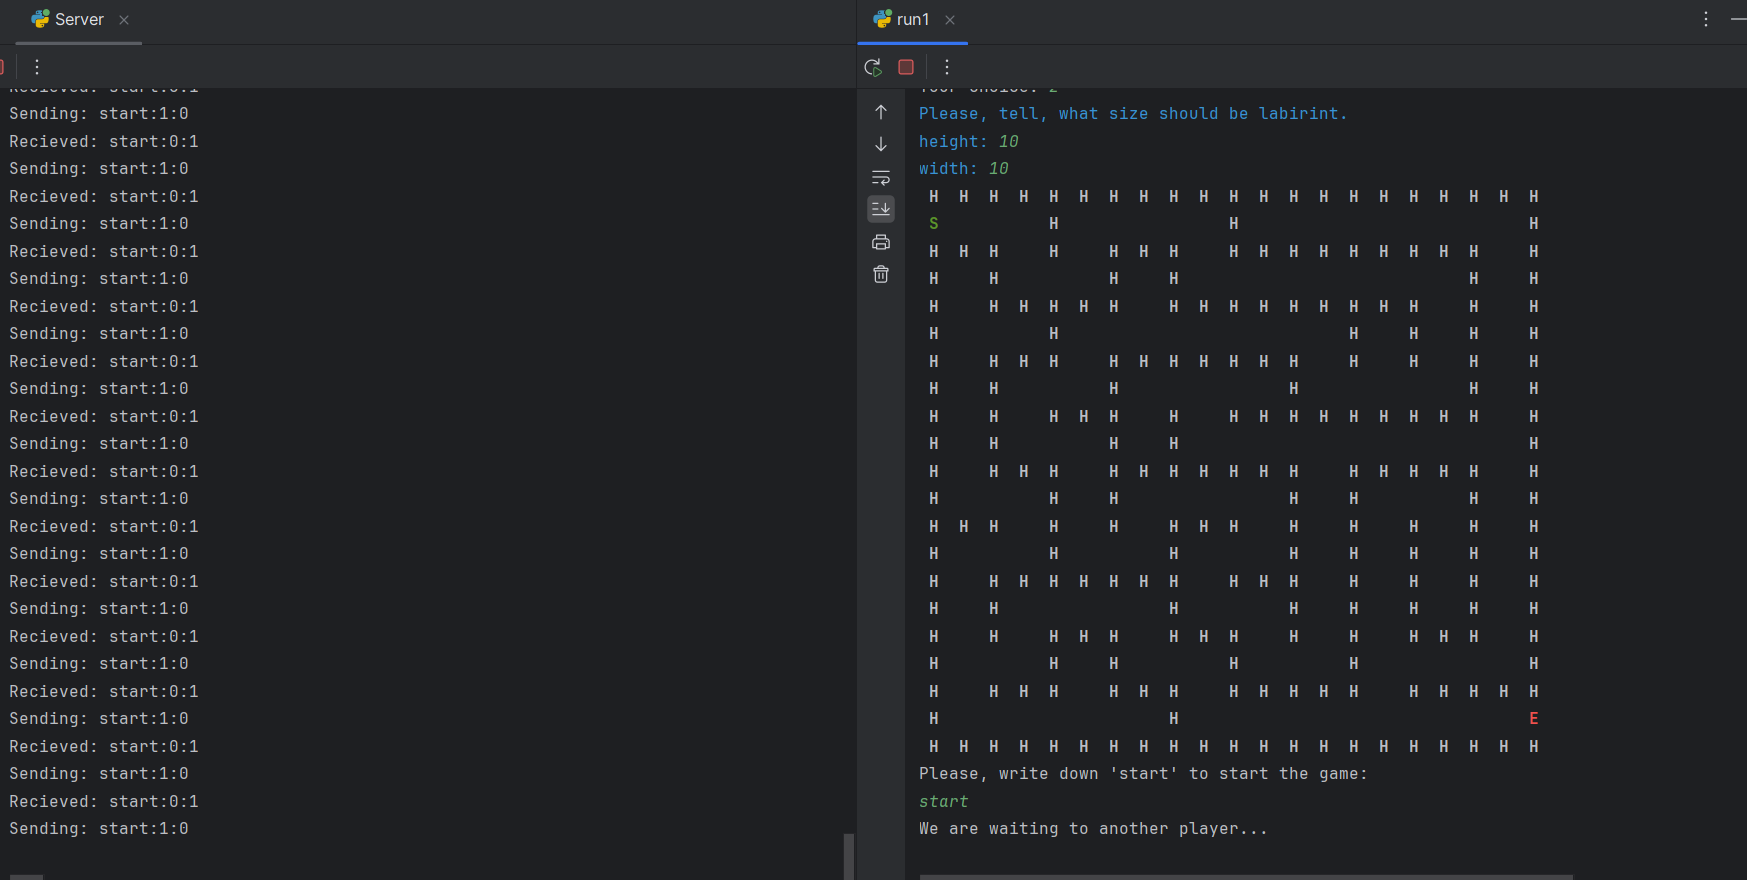 Server
Recieved: start:0:1
Sending: start:1:0
Recieved: start:0:1
Sending: start:1:0
Recieved: start:0:1
Sending: start:1:0
Recieved: start:0:1
Sending: start:1:0
Recieved: start:0:1
Sending: start:1:0
Recieved: start:0:1
Sending: start:1:0
Recieved: start:0:1
Sending: start:1:0
Recieved: start:0:1
Sending: start:1:0
Recieved: start:0:1
Sending: start:1:0
Recieved: start:0:1
Sending: start:1:0
Recieved: start:0:1
Sending: start:1:0
Recieved: start:0:1
Sending: start:1:0
Recieved: start:0:1
Sending: start:1:0
Recieved: start:0:1
Sending: start:1:0
run1
Your choice: 2
Please, tell, what size should be labirint.
height: 10
width: 10
H H H H H H H H H H H H H H H H H H H H H
S H H H
H H H H H H H H H H H H H H H H H
H H H H H H
H H H H H H H H H H H H H H H H H
H H H H H H
H H H H H H H H H H H H H H H
H H H H H H
H H H H H H H H H H H H H H H H
H H H H H
H H H H H H H H H H H H H H H H H
H H H H H H H
H H H H H H H H H H H H H
H H H H H H H H
H H H H H H H H H H H H H H H
H H H H H H H H
H H H H H H H H H H H H H H
H H H H H H
H H H H H H H H H H H H H H H H H
H H E
H H H H H H H H H H H H H H H H H H H H H
Please, write down 'start' to start the game:
start
We are waiting to another player...